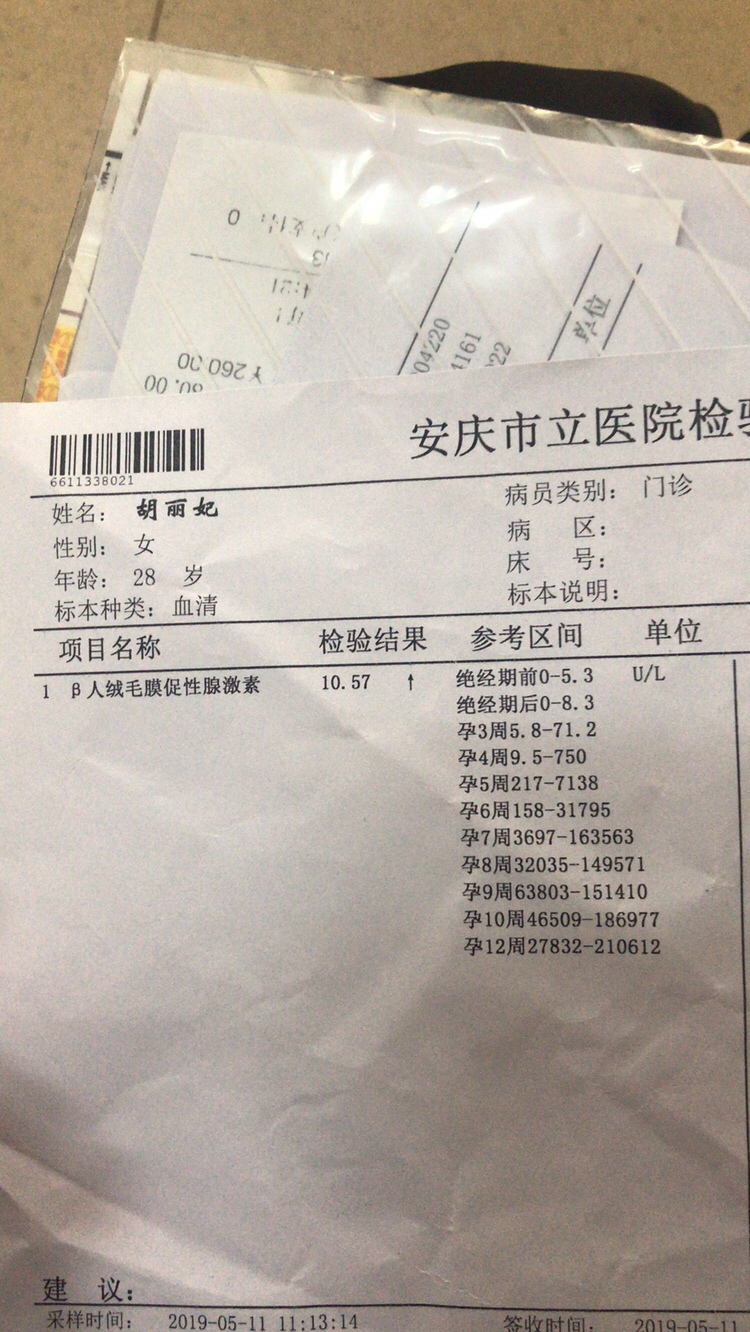 ¥260.00
单位
04220
4161
安庆市立医院检
6611338021
姓名: 胡丽妃
病员类别: 门诊
性别: 女
病 区:
年龄: 28 岁
床 号:
标本种类: 血清
标本说明:
项目名称 检验结果 参考区间 单位
1 β人绒毛膜促性腺激素 10.57 ↑ 绝经期前0-5.3 U/L
绝经期后0-8.3
孕3周5.8-71.2
孕4周9.5-750
孕5周217-7138
孕6周158-31795
孕7周3697-163563
孕8周32035-149571
孕9周63803-151410
孕10周46509-186977
孕12周27832-210612
建 议:
采样时间: 2019-05-11 11:13:14 签收时间: 2019-05-11